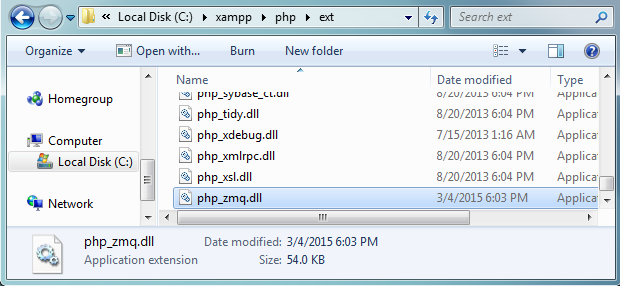 « Local Disk (C:) ▸ xampp ▸ php ▸ ext
Search ext
Organize ▾ Open with... Burn New folder
Name Date modified Type
php_sybase_ct.dll 8/20/2013 6:04 PM Applica
php_tidy.dll 8/20/2013 6:04 PM Applica
php_xdebug.dll 7/15/2013 1:16 AM Applica
php_xmlrpc.dll 8/20/2013 6:04 PM Applica
php_xsl.dll 8/20/2013 6:04 PM Applica
php_zmq.dll 3/4/2015 6:03 PM Applica
Homegroup
Computer
Local Disk (C:)
Network
php_zmq.dll Date modified: 3/4/2015 6:03 PM
Application extension Size: 54.0 KB